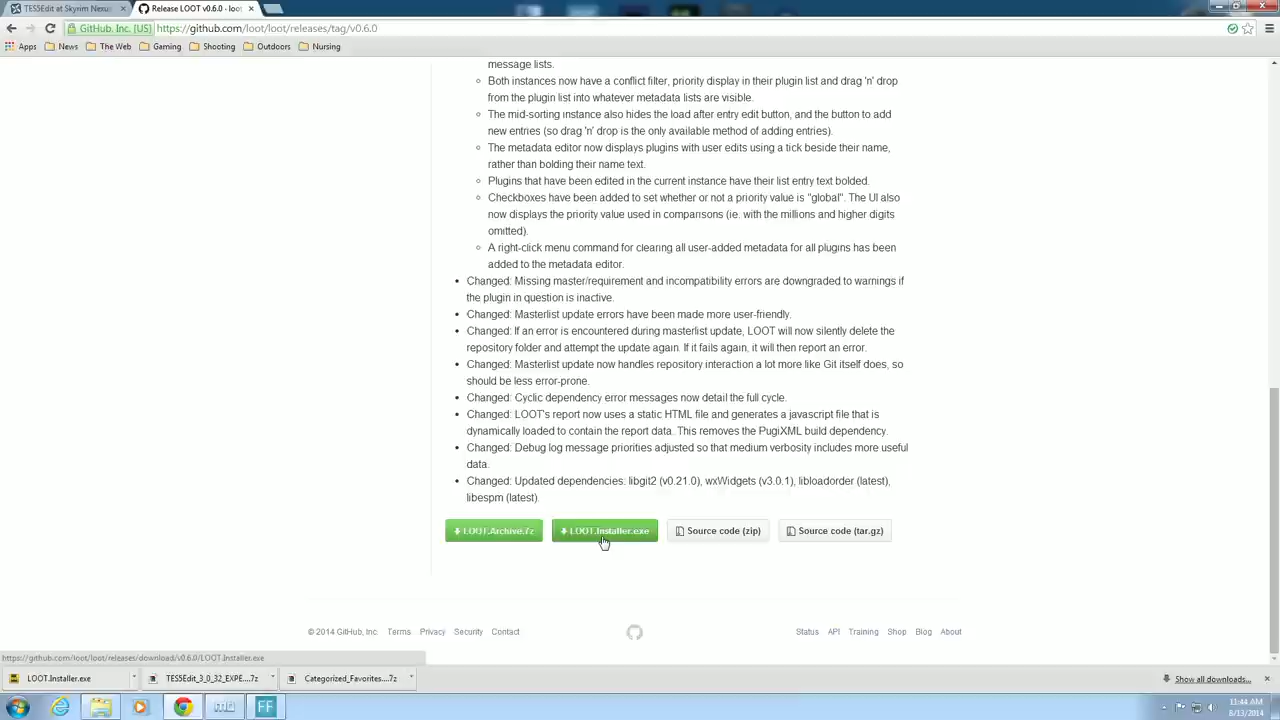 TES5Edit at Skyrim Nexus
Release LOOT v0.6.0 - loot
GitHub, Inc. [US]
https://github.com/loot/loot/releases/tag/v0.6.0
Apps
News
The Web
Gaming
Shooting
Outdoors
Nursing
message lists.
Both instances now have a conflict filter, priority display in their plugin list and drag 'n' drop
from the plugin list into whatever metadata lists are visible.
The mid-sorting instance also hides the load after entry edit button, and the button to add
new entries (so drag 'n' drop is the only available method of adding entries).
The metadata editor now displays plugins with user edits using a tick beside their name,
rather than bolding their name text.
Plugins that have been edited in the current instance have their list entry text bolded.
Checkboxes have been added to set whether or not a priority value is "global". The UI also
now displays the priority value used in comparisons (ie. with the millions and higher digits
omitted).
A right-click menu command for clearing all user-added metadata for all plugins has been
added to the metadata editor.
Changed: Missing master/requirement and incompatibility errors are downgraded to warnings if
the plugin in question is inactive.
Changed: Masterlist update errors have been made more user-friendly.
Changed: If an error is encountered during masterlist update, LOOT will now silently delete the
repository folder and attempt the update again. If it fails again, it will then report an error.
Changed: Masterlist update now handles repository interaction a lot more like Git itself does, so
should be less error-prone.
Changed: Cyclic dependency error messages now detail the full cycle.
Changed: LOOT's report now uses a static HTML file and generates a javascript file that is
dynamically loaded to contain the report data. This removes the PugiXML build dependency.
Changed: Debug log message priorities adjusted so that medium verbosity includes more useful
data.
Changed: Updated dependencies: libgit2 (v0.21.0), wxWidgets (v3.0.1), libloadorder (latest),
libespm (latest).
LOOT.Archive.7z
LOOT.Installer.exe
Source code (zip)
Source code (tar.gz)
© 2014 GitHub, Inc.
Terms
Privacy
Security
Contact
Status
API
Training
Shop
Blog
About
https://github.com/loot/loot/releases/download/v0.6.0/LOOT.Installer.exe
LOOT.Installer.exe
TES5Edit_3_0_32_EXPE....7z
Categorized_Favorites....7z
Show all downloads...
FF
11:44 AM
8/13/2014